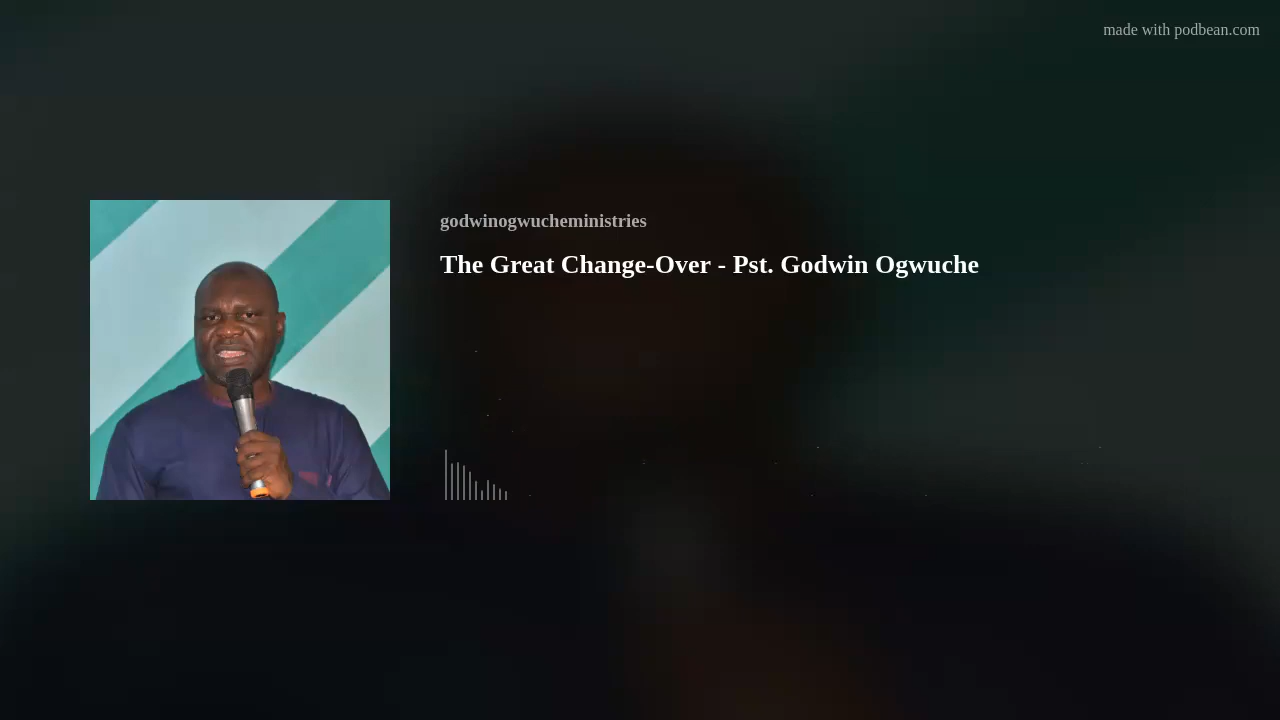 made with podbean.com
godwinogwucheministries
The Great Change-Over - Pst. Godwin Ogwuche